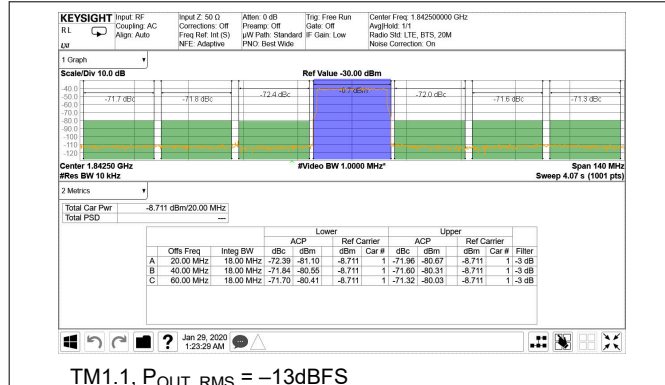 KEYSIGHT Input: RF Input Z: 50 Ω Atten: 0 dB Trig: Free Run Center Freq: 1.842500000 GHz
RL Coupling: AC Corrections: Off Preamp: Off Gate: Off Avg|Hold: 1/1
Align: Auto Freq Ref: Int (S) µW Path: Standard IF Gain: Low Radio Std: LTE, BTS, 20M
LXI NFE: Adaptive PNO: Best Wide Noise Correction: On
1 Graph
Scale/Div 10.0 dB Ref Value -30.00 dBm
-40.0
-50.0
-60.0
-70.0
-80.0
-90.0
-100
-110
-120
-71.7 dBc -71.8 dBc -72.4 dBc -8.7 dBm -72.0 dBc -71.6 dBc -71.3 dBc
Center 1.84250 GHz #Video BW 1.0000 MHz* Span 140 MHz
#Res BW 10 kHz Sweep 4.07 s (1001 pts)
2 Metrics
Total Car Pwr -8.711 dBm/20.00 MHz
Total PSD ---
Lower Upper
ACP Ref Carrier ACP Ref Carrier
Offs Freq Integ BW dBc dBm dBm Car # dBc dBm dBm Car # Filter
A 20.00 MHz 18.00 MHz -72.39 -81.10 -8.711 1 -71.96 -80.67 -8.711 1 -3 dB
B 40.00 MHz 18.00 MHz -71.84 -80.55 -8.711 1 -71.60 -80.31 -8.711 1 -3 dB
C 60.00 MHz 18.00 MHz -71.70 -80.41 -8.711 1 -71.32 -80.03 -8.711 1 -3 dB
? Jan 29, 2020
1:23:29 AM
TM1.1, POUT_RMS = –13dBFS